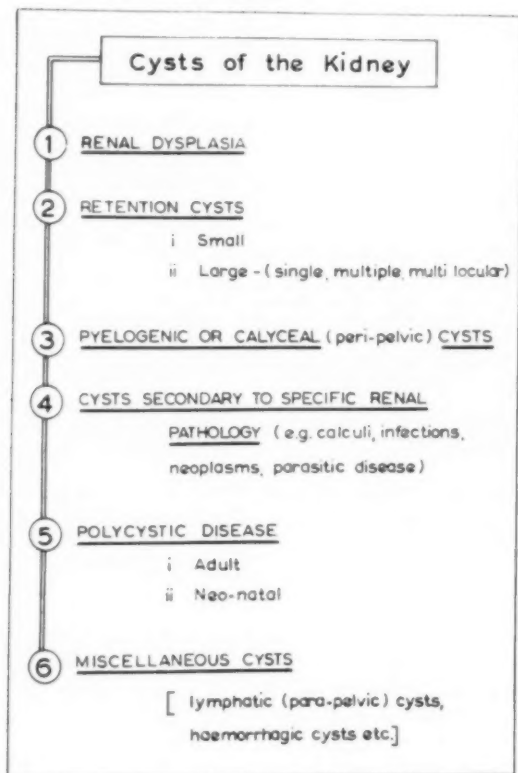 Cysts of the Kidney
1 RENAL DYSPLASIA
2 RETENTION CYSTS
i Small
ii Large - (single, multiple, multi locular)
3 PYELOGENIC OR CALYCEAL (peri-pelvic) CYSTS
4 CYSTS SECONDARY TO SPECIFIC RENAL
PATHOLOGY (e.g. calculi, infections,
neoplasms, parasitic disease)
5 POLYCYSTIC DISEASE
i Adult
ii Neo-natal
6 MISCELLANEOUS CYSTS
[ lymphatic (para-pelvic) cysts,
haemorrhagic cysts etc.]